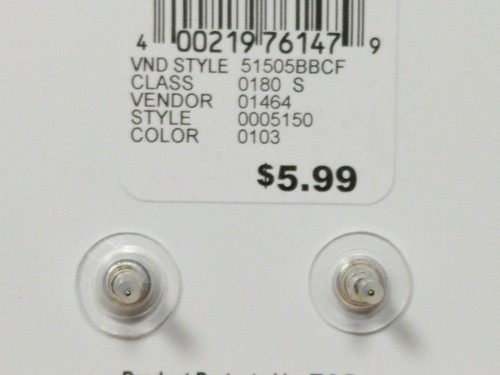 4 00219 76147 9
VND STYLE 51505BBCF
CLASS 0180 S
VENDOR 01464
STYLE 0005150
COLOR 0103
$5.99